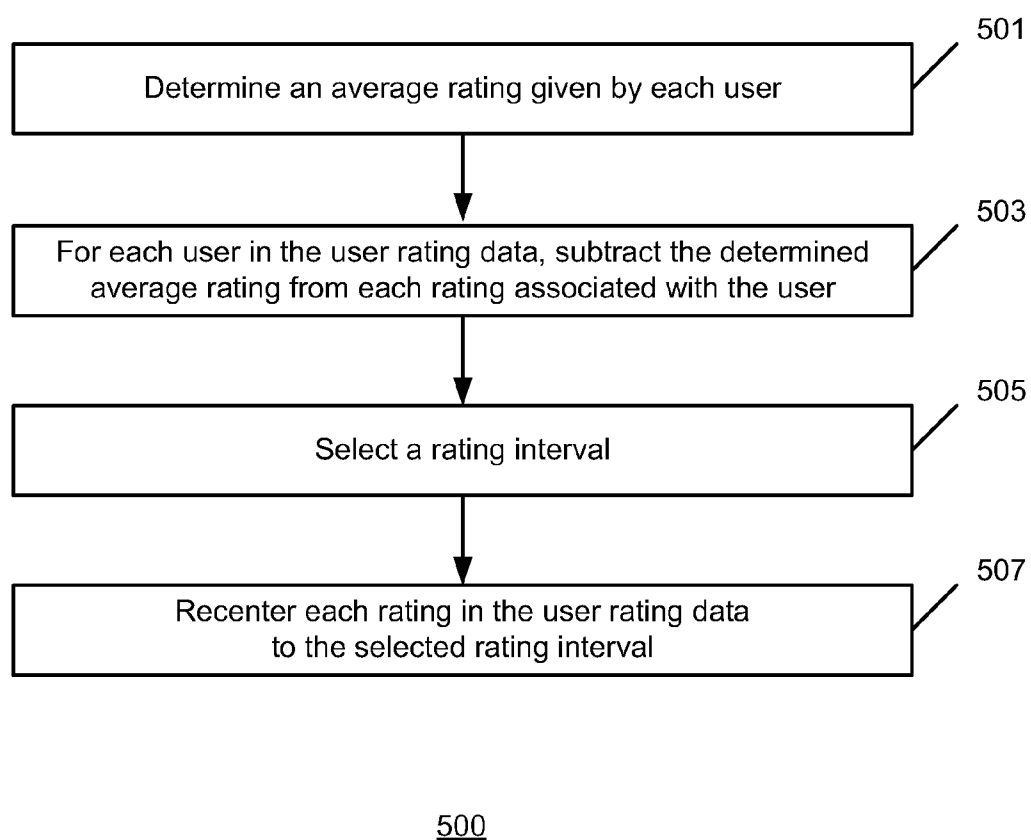 501
Determine an average rating given by each user
503
For each user in the user rating data, subtract the determined
average rating from each rating associated with the user
505
Select a rating interval
507
Recenter each rating in the user rating data
to the selected rating interval
500